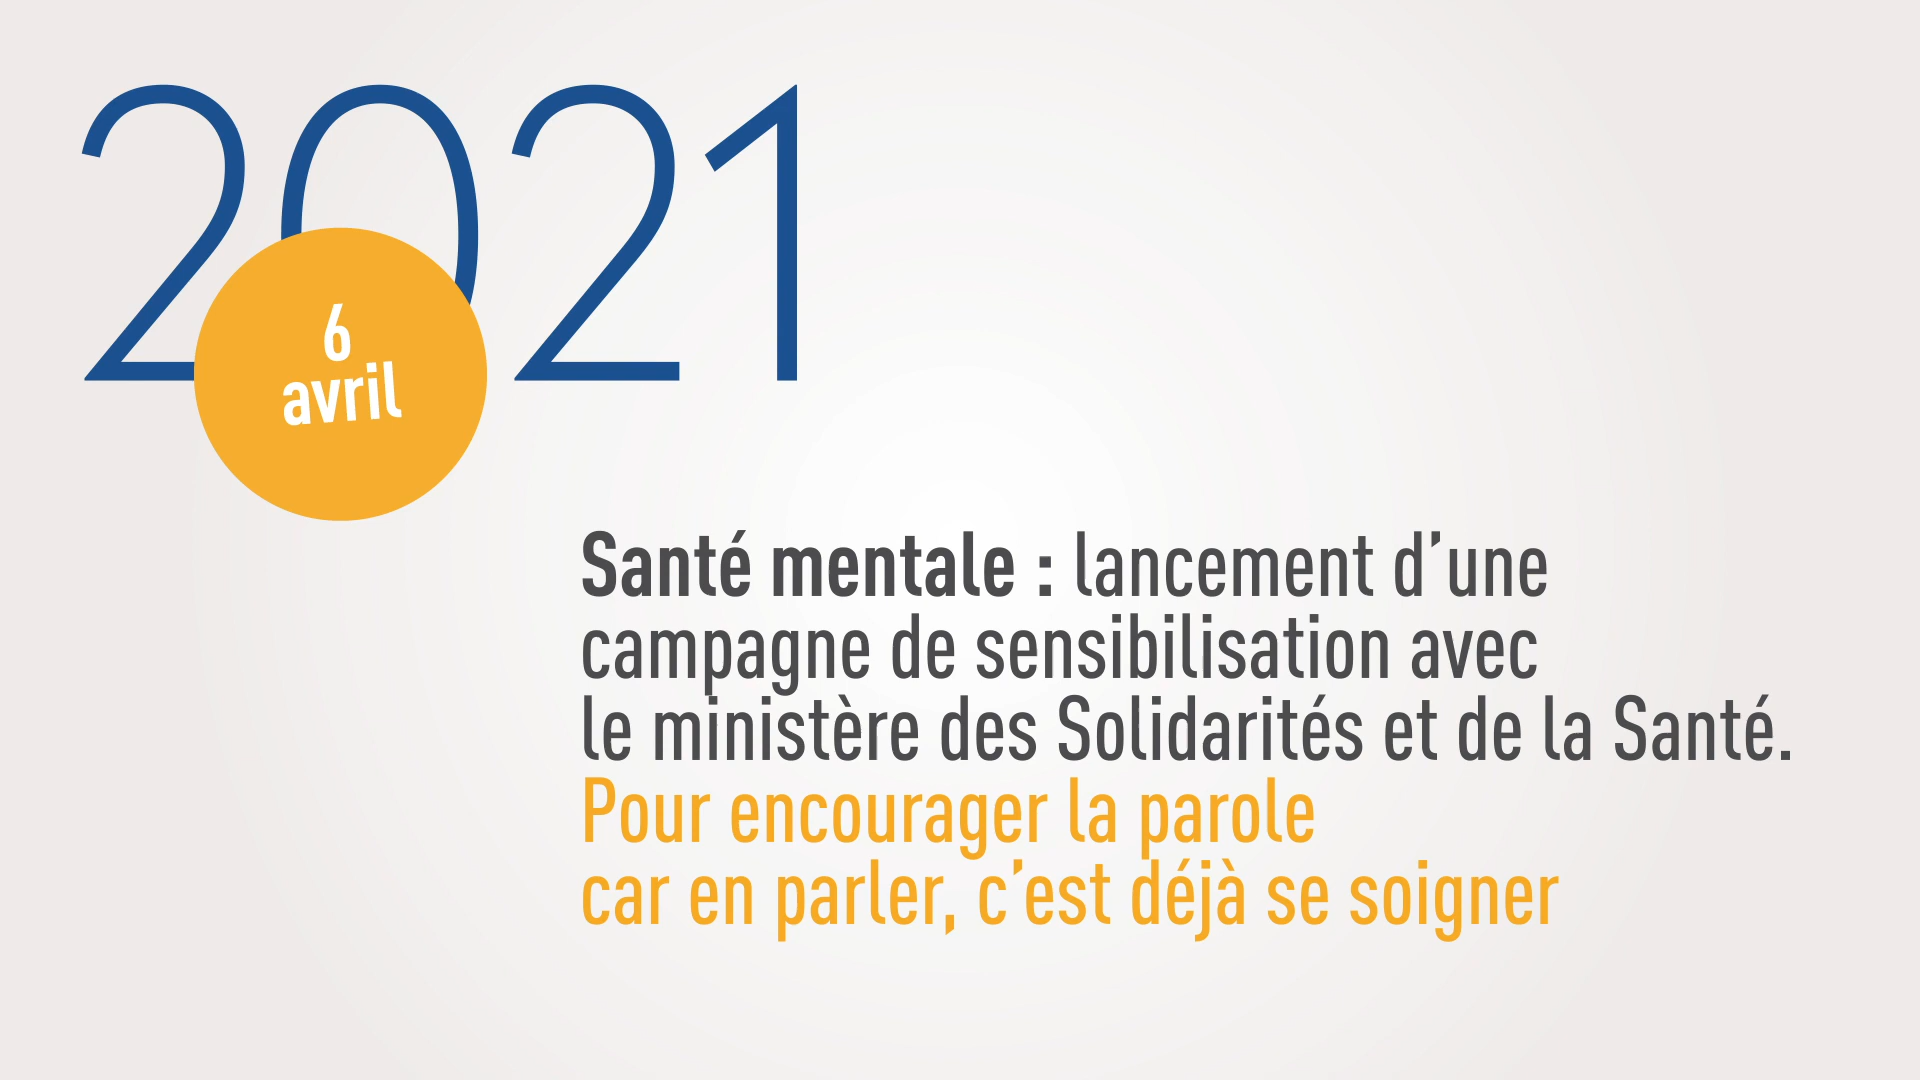 2021
6
avril
Santé mentale : lancement d’une
campagne de sensibilisation avec
le ministère des Solidarités et de la Santé.
Pour encourager la parole
car en parler, c’est déjà se soigner